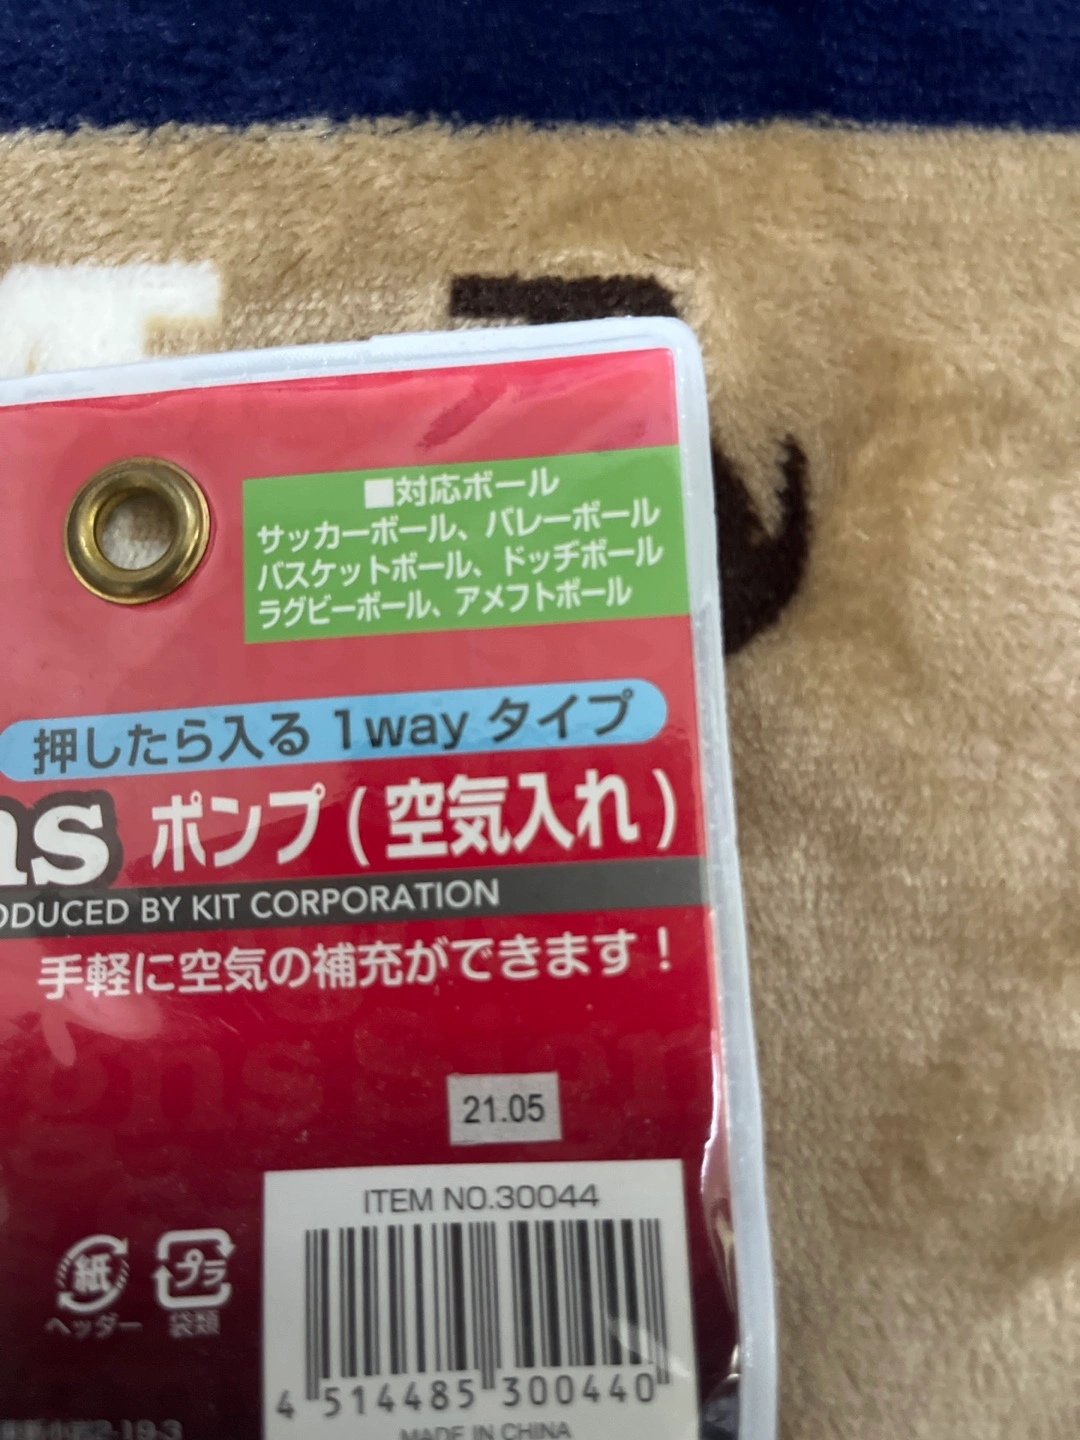 ■対応ボール
サッカーボール、バレーボール
バスケットボール、ドッヂボール
ラグビーボール、アメフトボール
押したら入る 1way タイプ
ns ポンプ(空気入れ)
ODUCED BY KIT CORPORATION
手軽に空気の補充ができます!
21.05
ITEM NO.30044
紙 プラ
ヘッダー 袋類
4 514485 300440
2-19-3
MADE IN CHINA